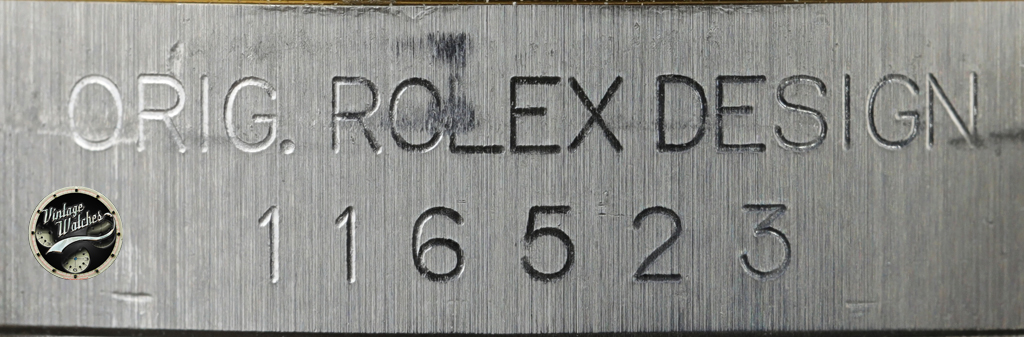 ORIG. ROLEX DESIGN
116523
Vintage
Watches